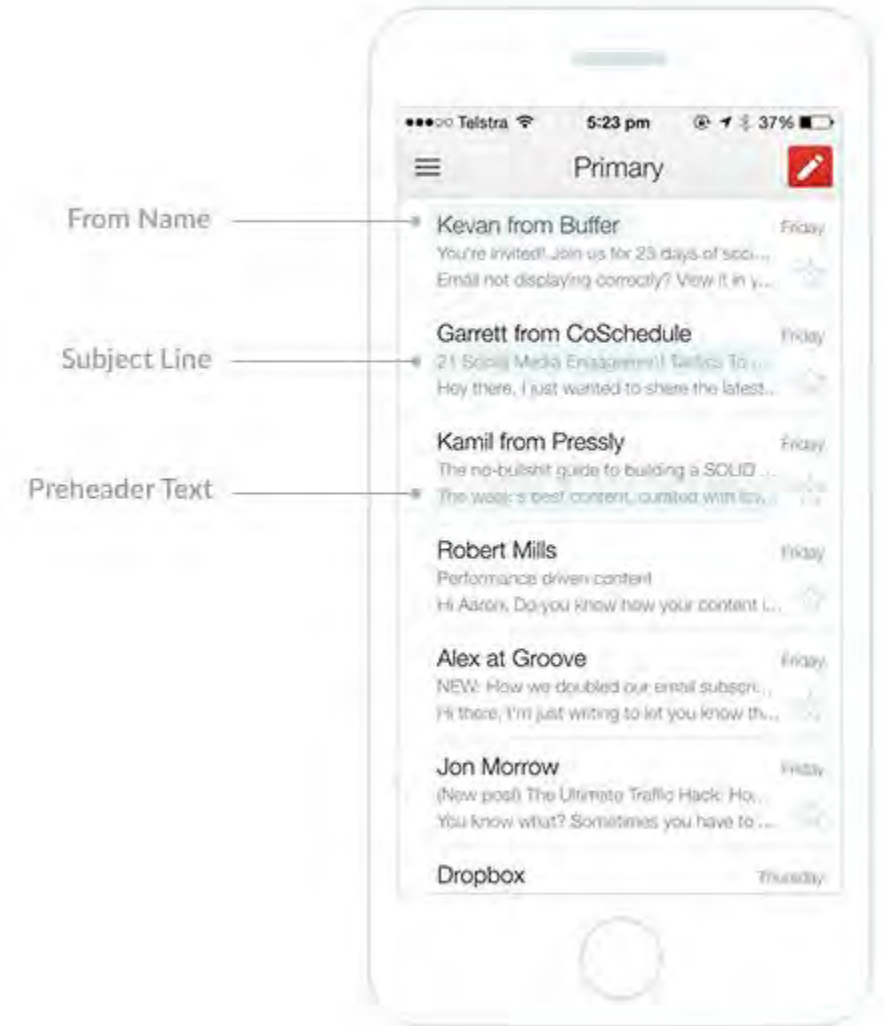 Telstra 5:23 pm 37%
Primary
From Name
Kevan from Buffer Friday
You're invited! Join us for 23 days of soci...
Email not displaying correctly? View it in y...
Garrett from CoSchedule Friday
Subject Line
21 Social Media Engagement Tactics To ...
Hey there, I just wanted to share the latest...
Kamil from Pressly Friday
The no-bullshit guide to building a SOLID ...
Preheader Text
The week's best content, curated with lov...
Robert Mills Friday
Performance driven content
Hi Aaron, Do you know how your content i...
Alex at Groove Friday
NEW: How we doubled our email subscri...
Hi there, I'm just writing to let you know th...
Jon Morrow Friday
(New post) The Ultimate Traffic Hack: Ho...
You know what? Sometimes you have to ...
Dropbox Thursday